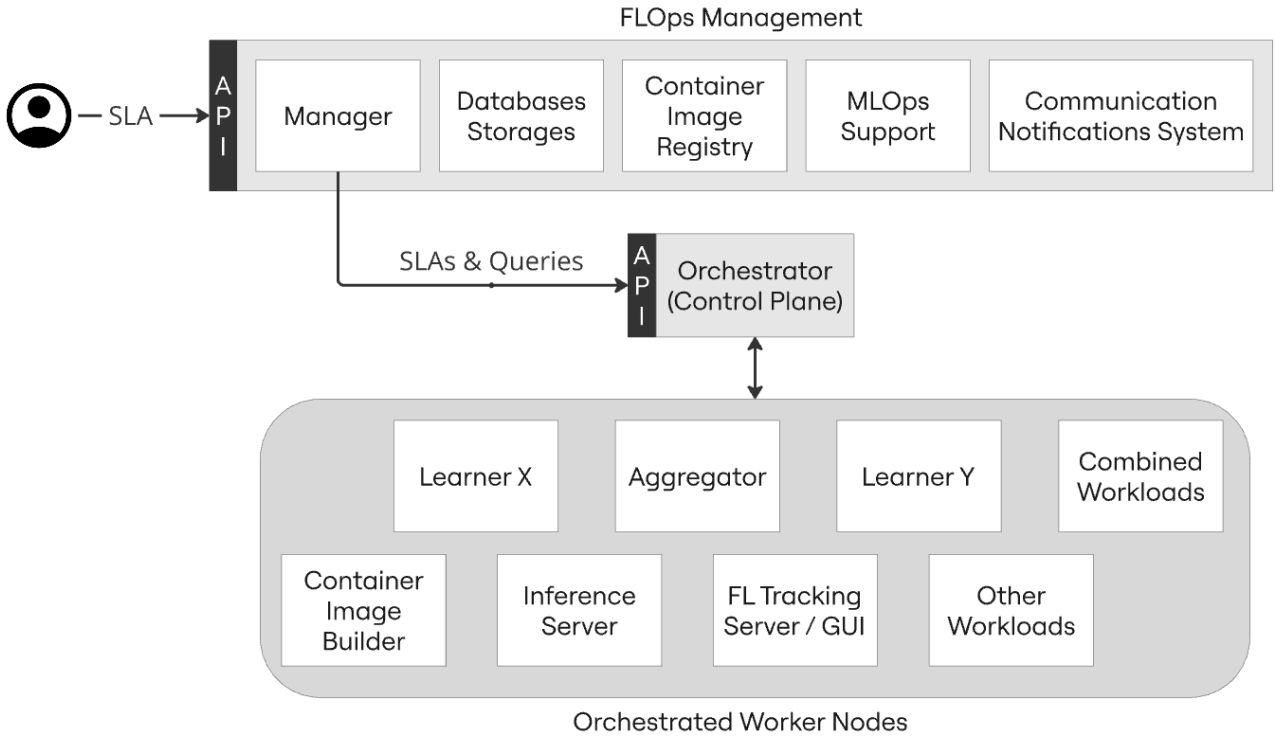 FLOps Management
SLA
A
P
I
Manager
Databases
Storages
Container
Image
Registry
MLOps
Support
Communication
Notifications System
SLAs & Queries
A
P
I
Orchestrator
(Control Plane)
Learner X
Aggregator
Learner Y
Combined
Workloads
Container
Image
Builder
Inference
Server
FL Tracking
Server / GUI
Other
Workloads
Orchestrated Worker Nodes